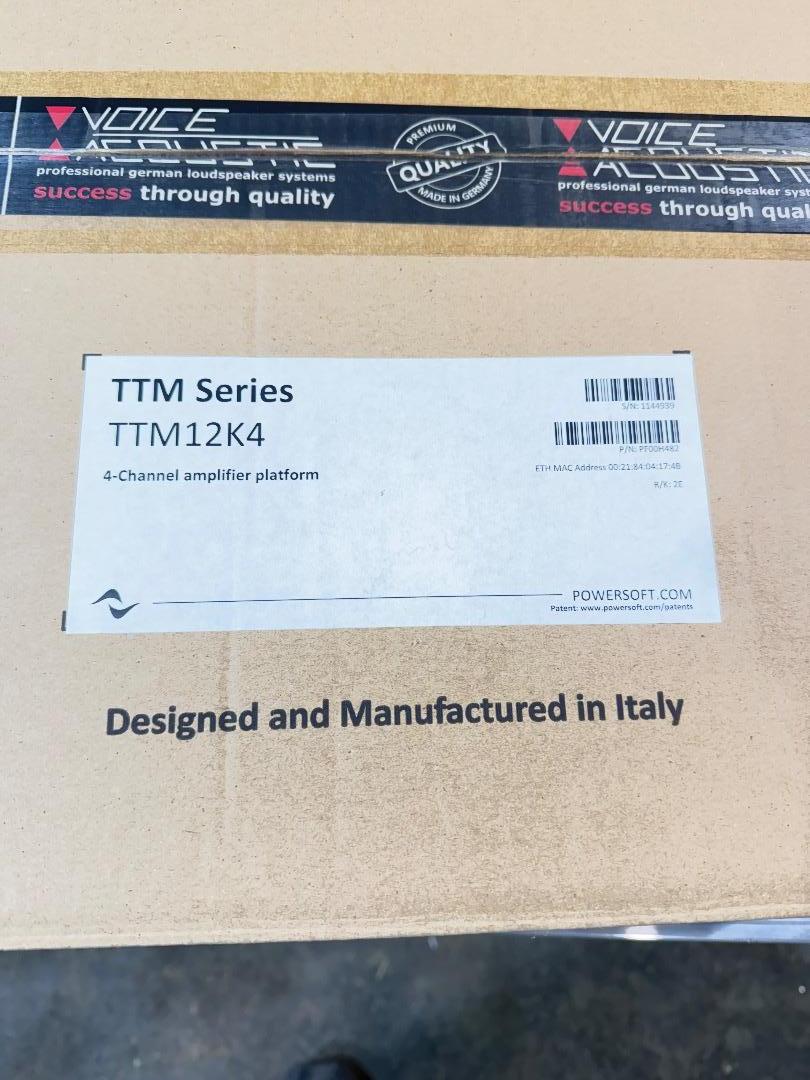 VOICE
ACOUSTIC
professional german loudspeaker systems
success through quality
PREMIUM
QUALITY
MADE IN GERMANY
VOICE
ACOUSTIC
professional german loudspeaker
success through
TTM Series
TTM12K4
4-Channel amplifier platform
S/N: 1144939
P/N: PF00H482
ETH MAC Address 00:21:84:04:17:4B
R/K: 2E
POWERSOFT.COM
Patent: www.powersoft.com/patents
Designed and Manufactured in Italy